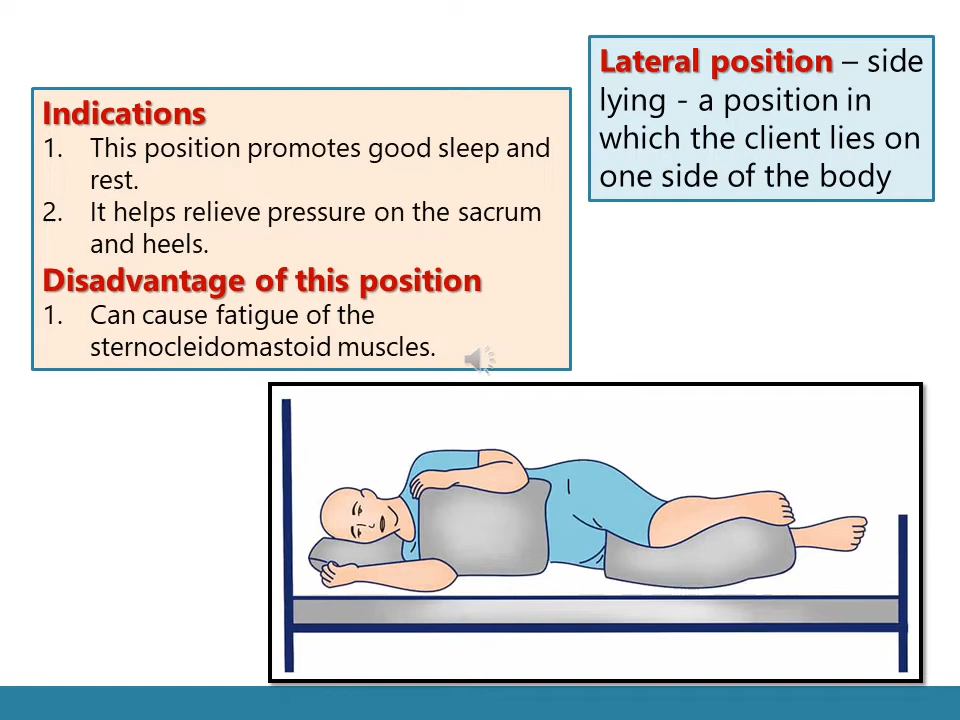 Lateral position – side
lying - a position in
which the client lies on
one side of the body
Indications
1. This position promotes good sleep and
rest.
2. It helps relieve pressure on the sacrum
and heels.
Disadvantage of this position
1. Can cause fatigue of the
sternocleidomastoid muscles.